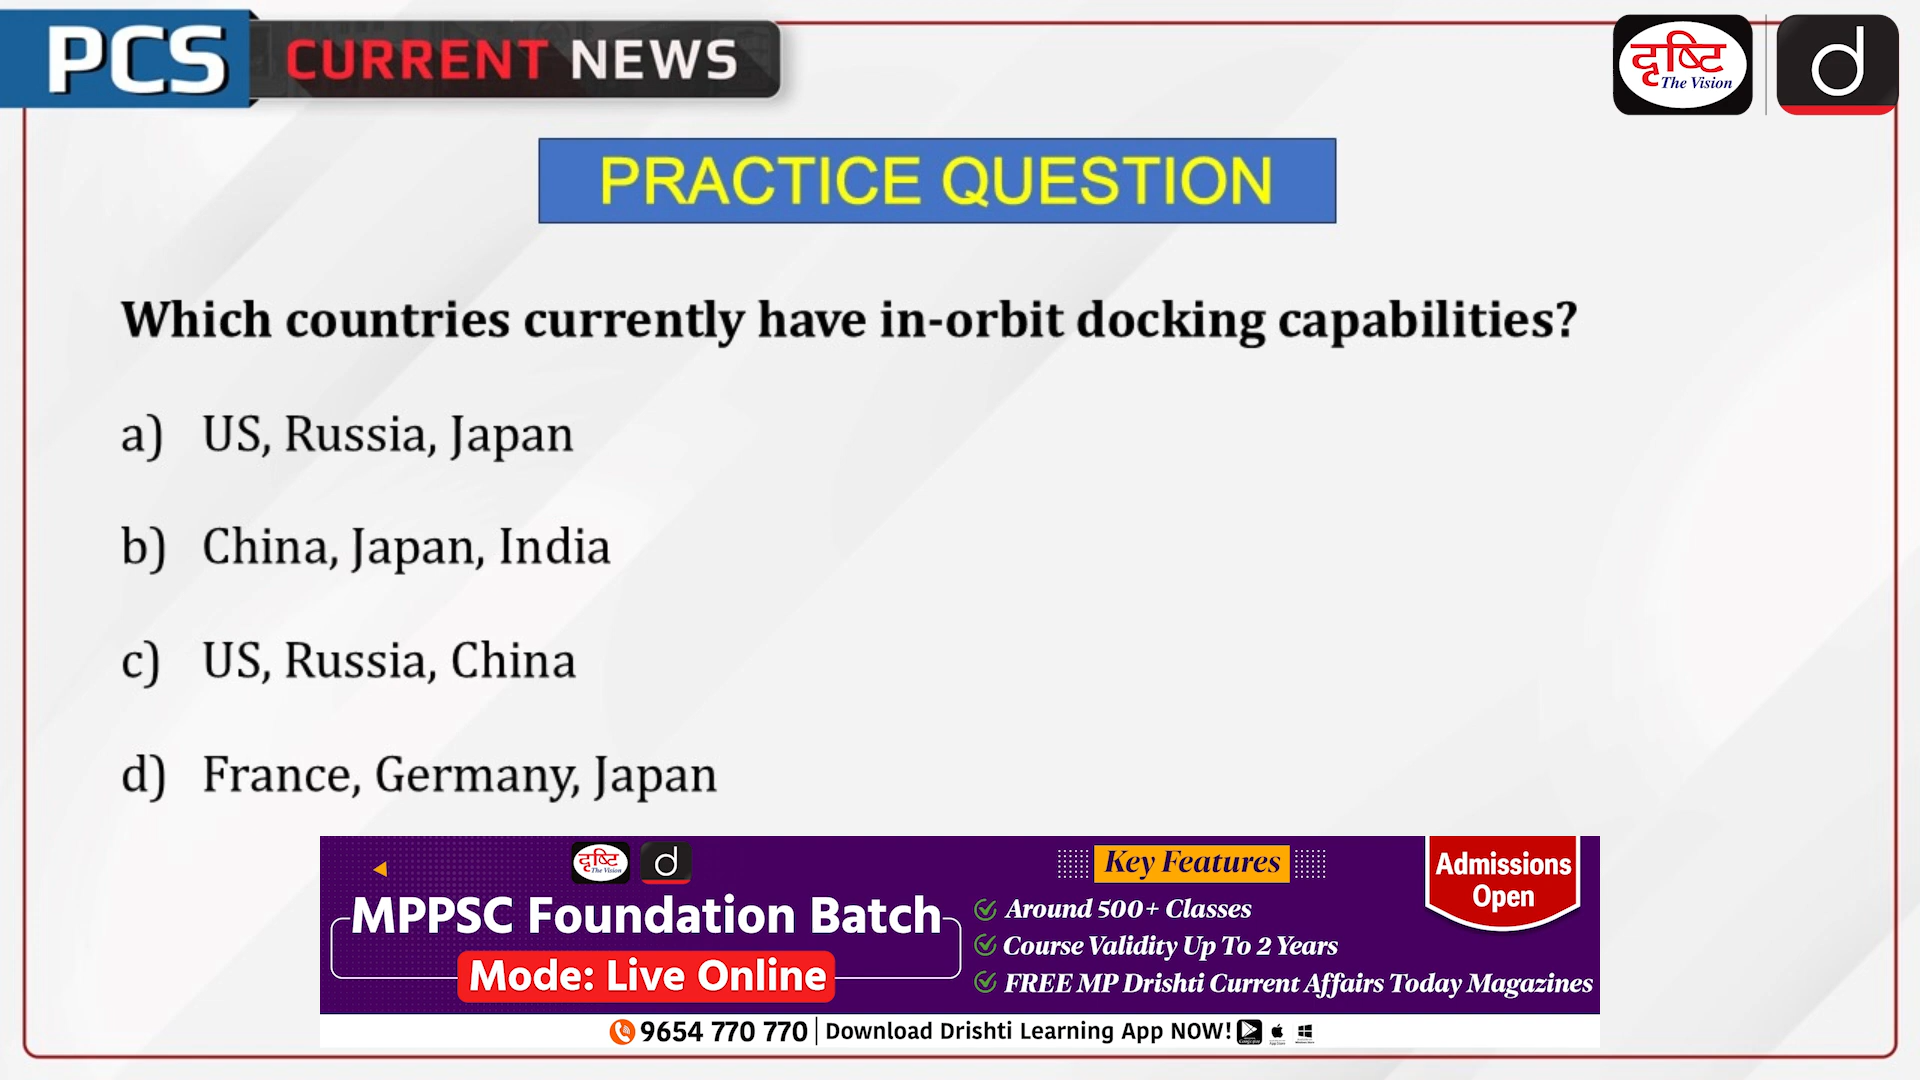 PCS CURRENT NEWS
दृष्टि
The Vision
d
PRACTICE QUESTION
Which countries currently have in-orbit docking capabilities?
a) US, Russia, Japan
b) China, Japan, India
c) US, Russia, China
d) France, Germany, Japan
दृष्टि
The Vision
d
MPPSC Foundation Batch
Mode: Live Online
Key Features
Around 500+ Classes
Course Validity Up To 2 Years
FREE MP Drishti Current Affairs Today Magazines
Admissions
Open
9654 770 770 | Download Drishti Learning App NOW!